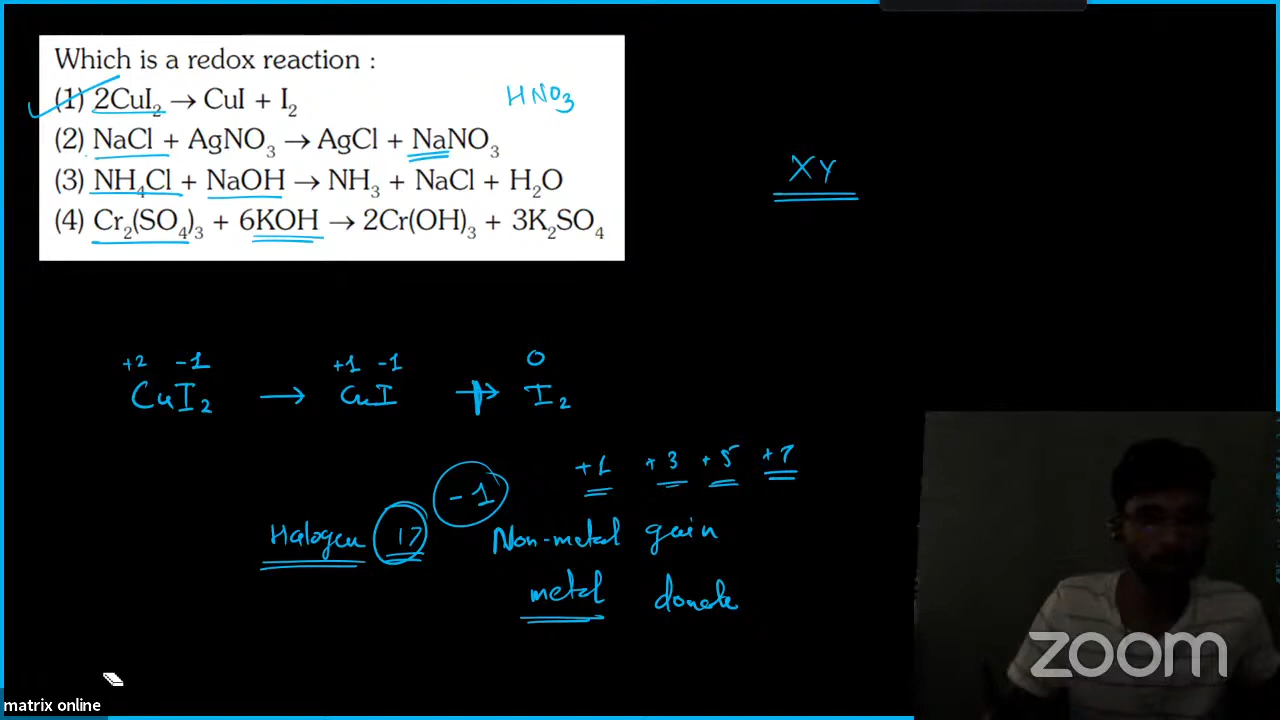 Which is a redox reaction :
(1) 2CuI₂ → CuI + I₂
HNO₃
(2) NaCl + AgNO₃ → AgCl + NaNO₃
(3) NH₄Cl + NaOH → NH₃ + NaCl + H₂O
(4) Cr₂(SO₄)₃ + 6KOH → 2Cr(OH)₃ + 3K₂SO₄
XY
+2 -1 +1 -1 0
CuI₂ → CuI + I₂
+1 +3 +5 +7
-1
Halogen 17 Non-metal gain
metal donate
zoom
matrix online